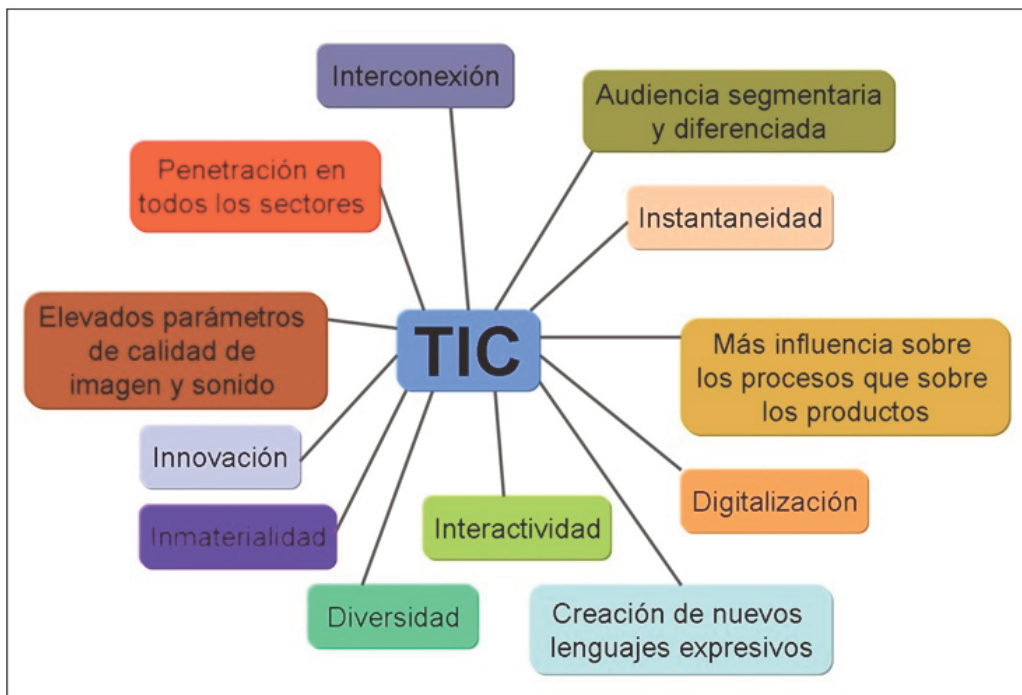 Interconexión
Audiencia segmentaria
y diferenciada
Penetración en
todos los sectores
Instantaneidad
Elevados parámetros
de calidad de
imagen y sonido
TIC
Más influencia sobre
los procesos que sobre
los productos
Innovación
Digitalización
Inmaterialidad
Interactividad
Diversidad
Creación de nuevos
lenguajes expresivos